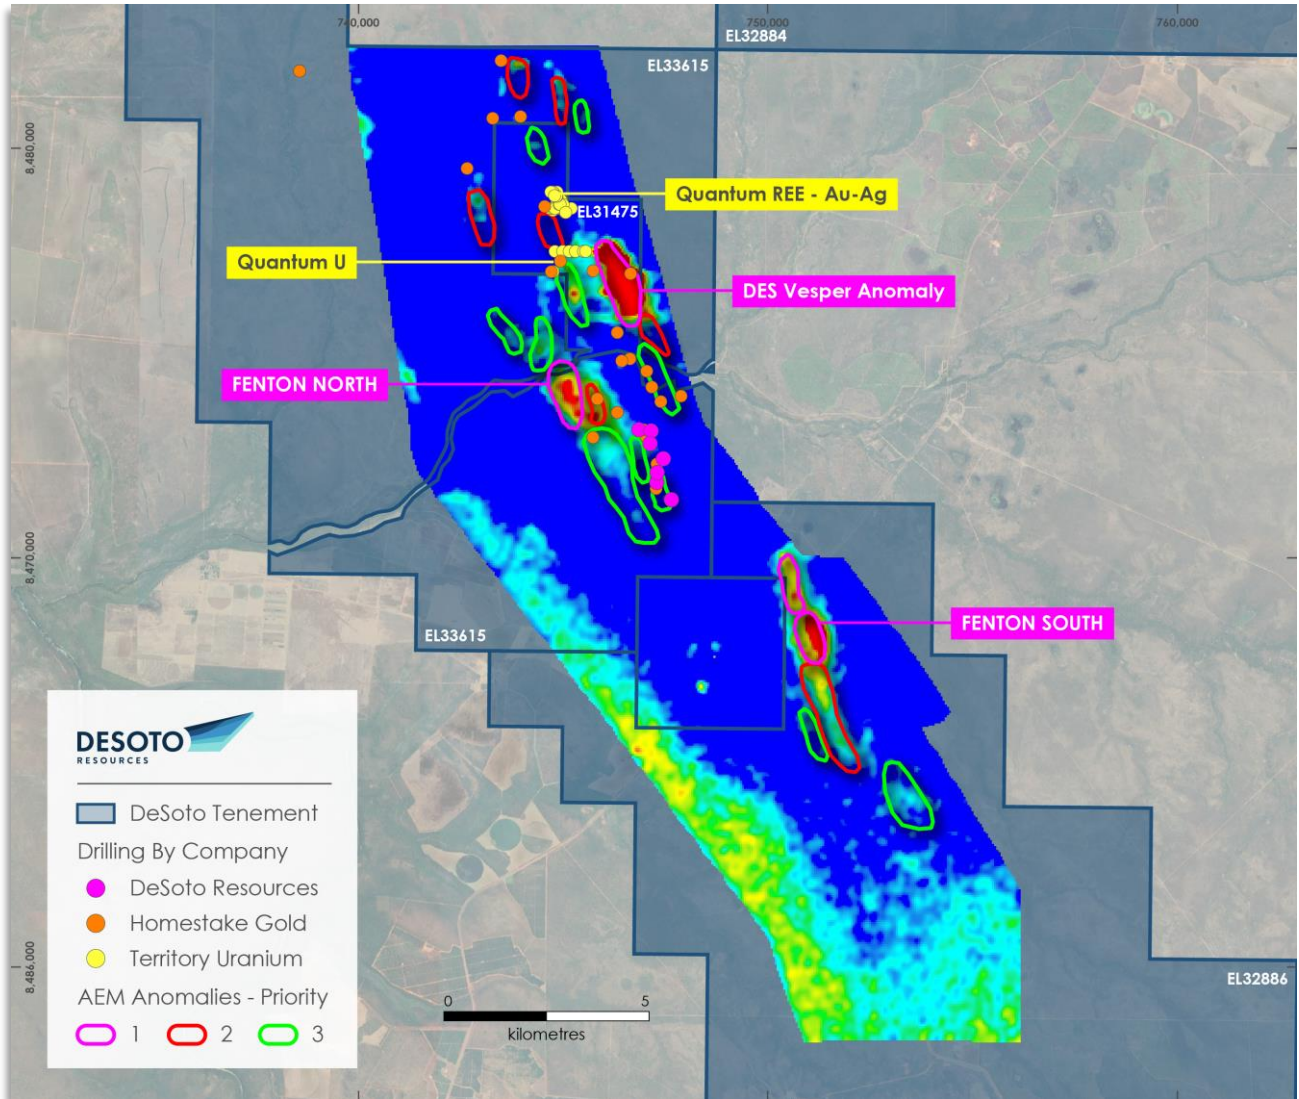 740,000
750,000
760,000
EL32884
EL33615
8,480,000
Quantum REE - Au-Ag
EL31475
Quantum U
DES Vesper Anomaly
FENTON NORTH
8,470,000
FENTON SOUTH
EL33615
DESOTO
RESOURCES
DeSoto Tenement
Drilling By Company
DeSoto Resources
Homestake Gold
Territory Uranium
AEM Anomalies - Priority
1 2 3
0 5
kilometres
8,486,000
EL32886